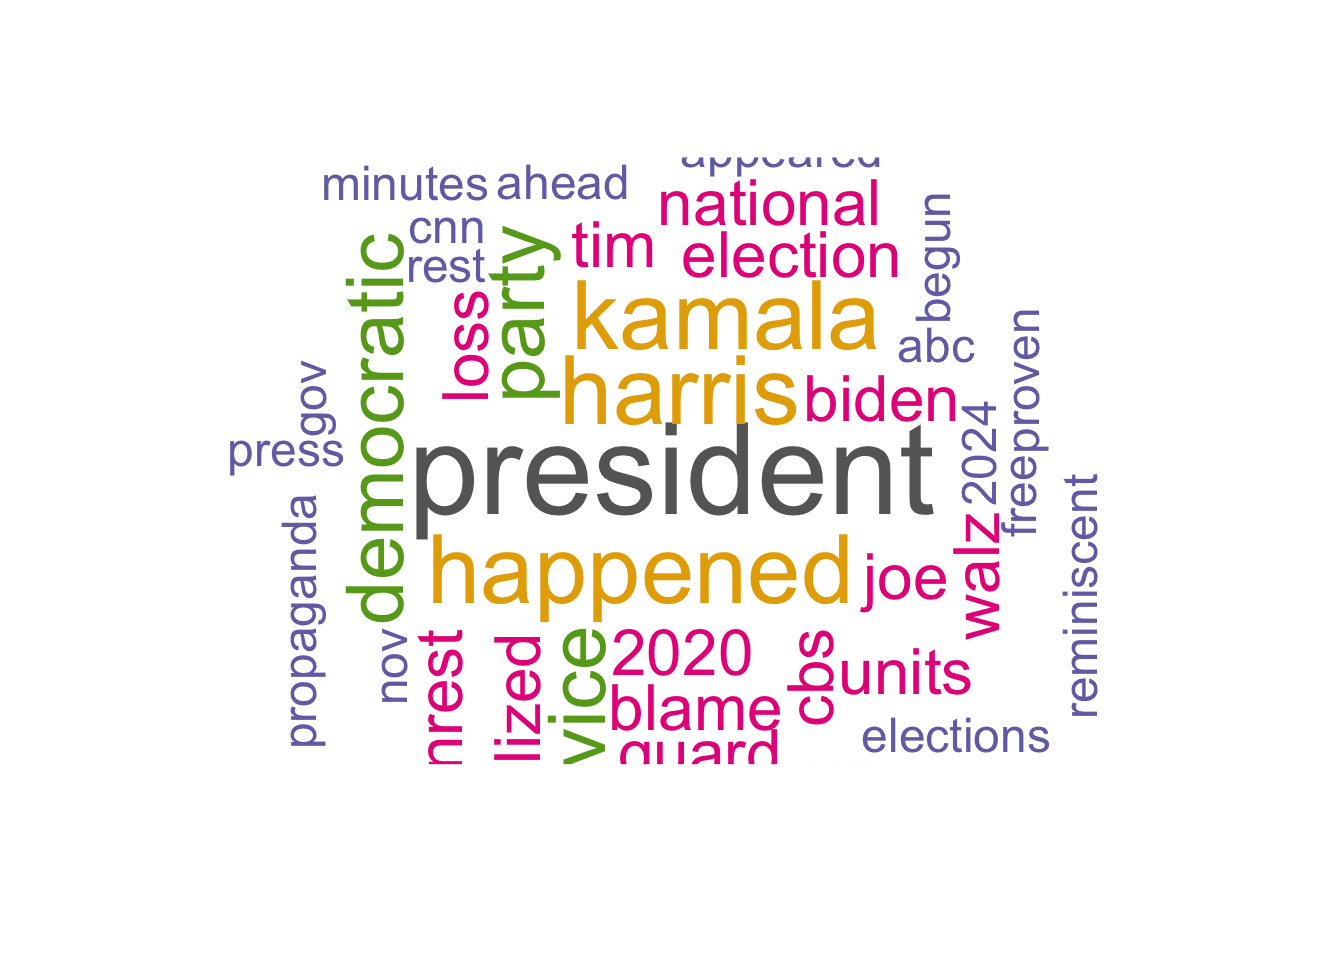 appeared
minutes ahead
national
cnn
tim
election
begun
rest
party
democratic
loss
kamala
abc
freeproven
harris
biden
gov
press
2024
president
reminiscent
propaganda
happened
joe
walz
nov
nrest
lized
vice
2020
cbs
units
blame
elections
guard